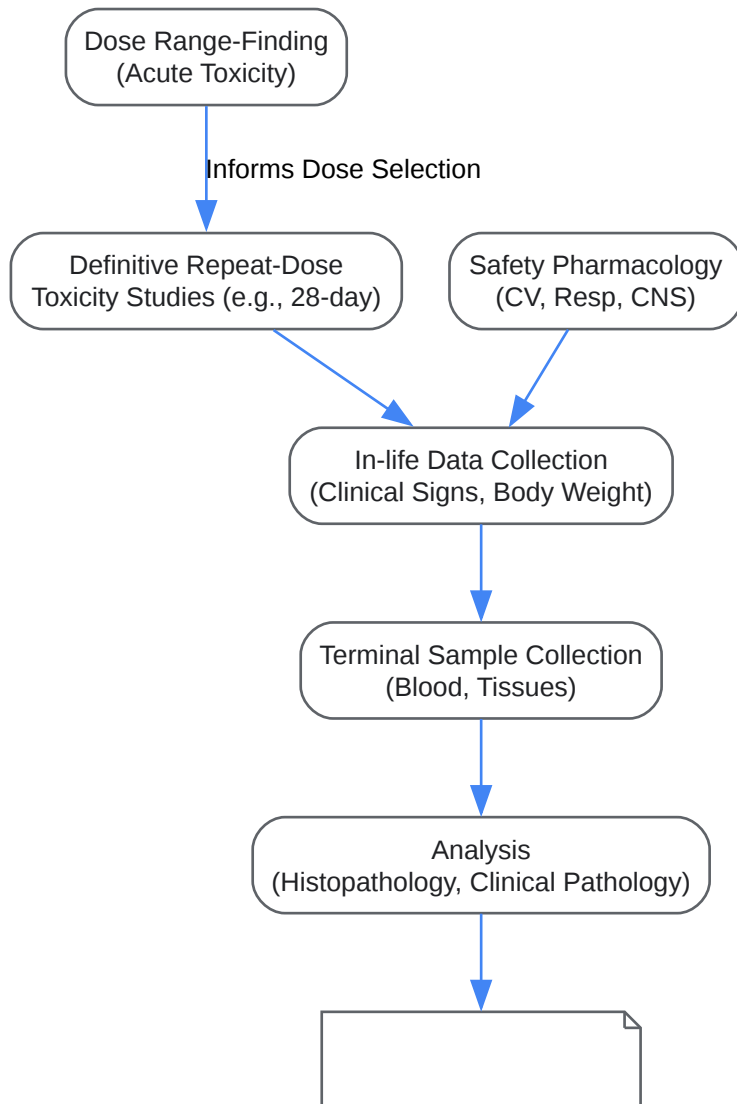 Dose Range-Finding
(Acute Toxicity)
Informs Dose Selection
Definitive Repeat-Dose
Toxicity Studies (e.g., 28-day)
Safety Pharmacology
(CV, Resp, CNS)
In-life Data Collection
(Clinical Signs, Body Weight)
Terminal Sample Collection
(Blood, Tissues)
Analysis
(Histopathology, Clinical Pathology)